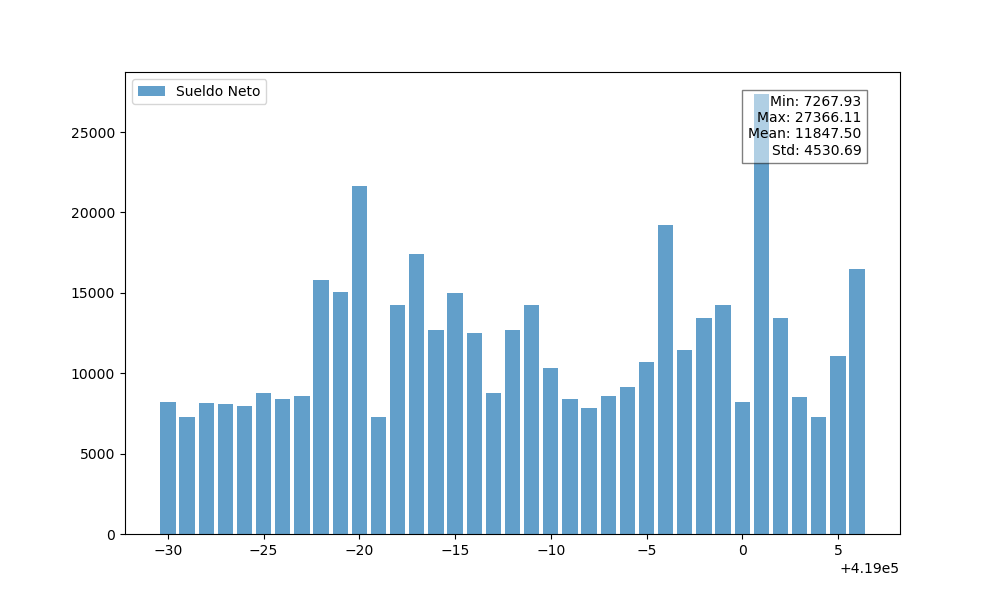 Sueldo Neto
Min: 7267.93
Max: 27366.11
Mean: 11847.50
Std: 4530.69
25000
20000
15000
10000
5000
0
−30 −25 −20 −15 −10 −5 0 5
+4.19e5